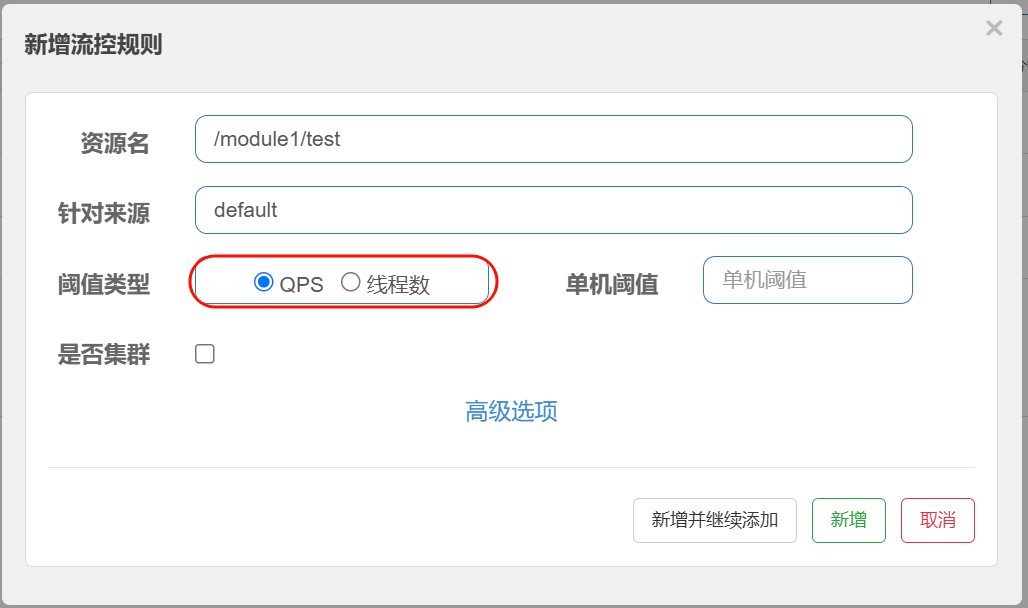 新增流控规则
资源名 /module1/test
针对来源 default
阈值类型 QPS 线程数 单机阈值 单机阈值
是否集群
高级选项
新增并继续添加 新增 取消